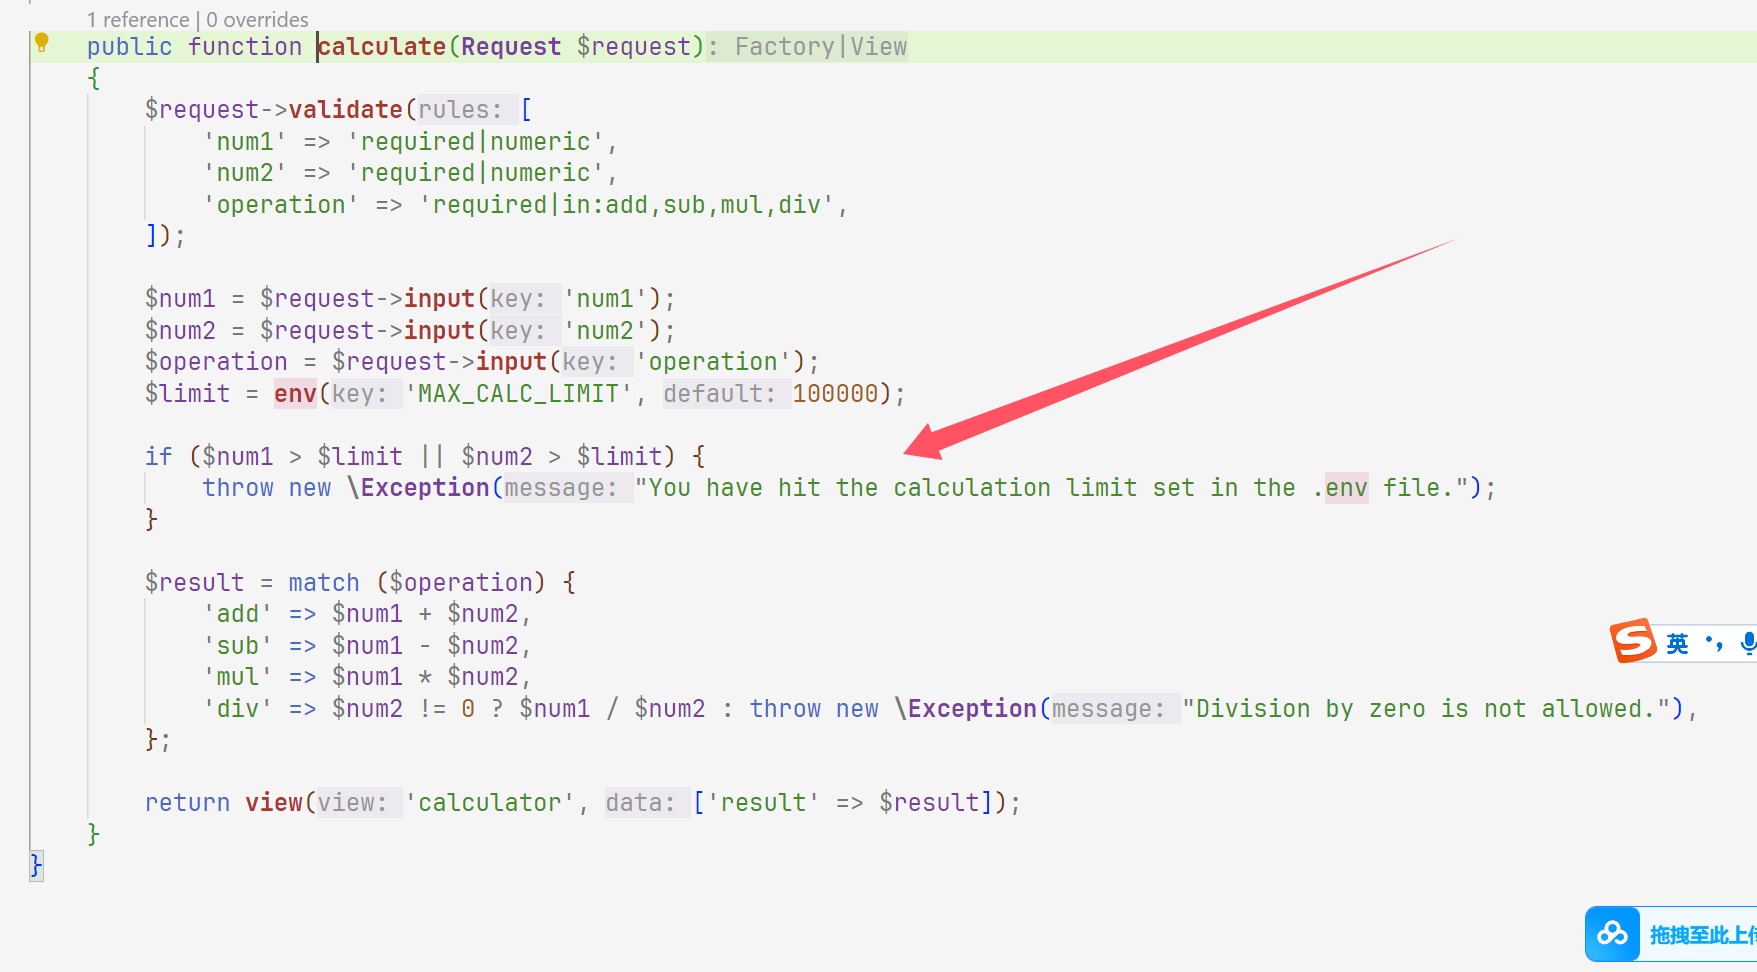 1 reference | 0 overrides
public function calculate(Request $request): Factory|View
{
$request->validate(rules: [
'num1' => 'required|numeric',
'num2' => 'required|numeric',
'operation' => 'required|in:add,sub,mul,div',
]);
$num1 = $request->input(key: 'num1');
$num2 = $request->input(key: 'num2');
$operation = $request->input(key: 'operation');
$limit = env(key: 'MAX_CALC_LIMIT', default: 100000);
if ($num1 > $limit || $num2 > $limit) {
throw new \Exception(message: "You have hit the calculation limit set in the .env file.");
}
$result = match ($operation) {
'add' => $num1 + $num2,
'sub' => $num1 - $num2,
'mul' => $num1 * $num2,
'div' => $num2 != 0 ? $num1 / $num2 : throw new \Exception(message: "Division by zero is not allowed."),
};
return view(view: 'calculator', data: ['result' => $result]);
}
}
S 英
拖拽至此上传